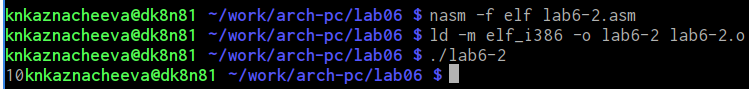 knkaznacheeva@dk8n81 ~/work/arch-pc/lab06 $ nasm -f elf lab6-2.asm
knkaznacheeva@dk8n81 ~/work/arch-pc/lab06 $ ld -m elf_i386 -o lab6-2 lab6-2.o
knkaznacheeva@dk8n81 ~/work/arch-pc/lab06 $ ./lab6-2
10knkaznacheeva@dk8n81 ~/work/arch-pc/lab06 $